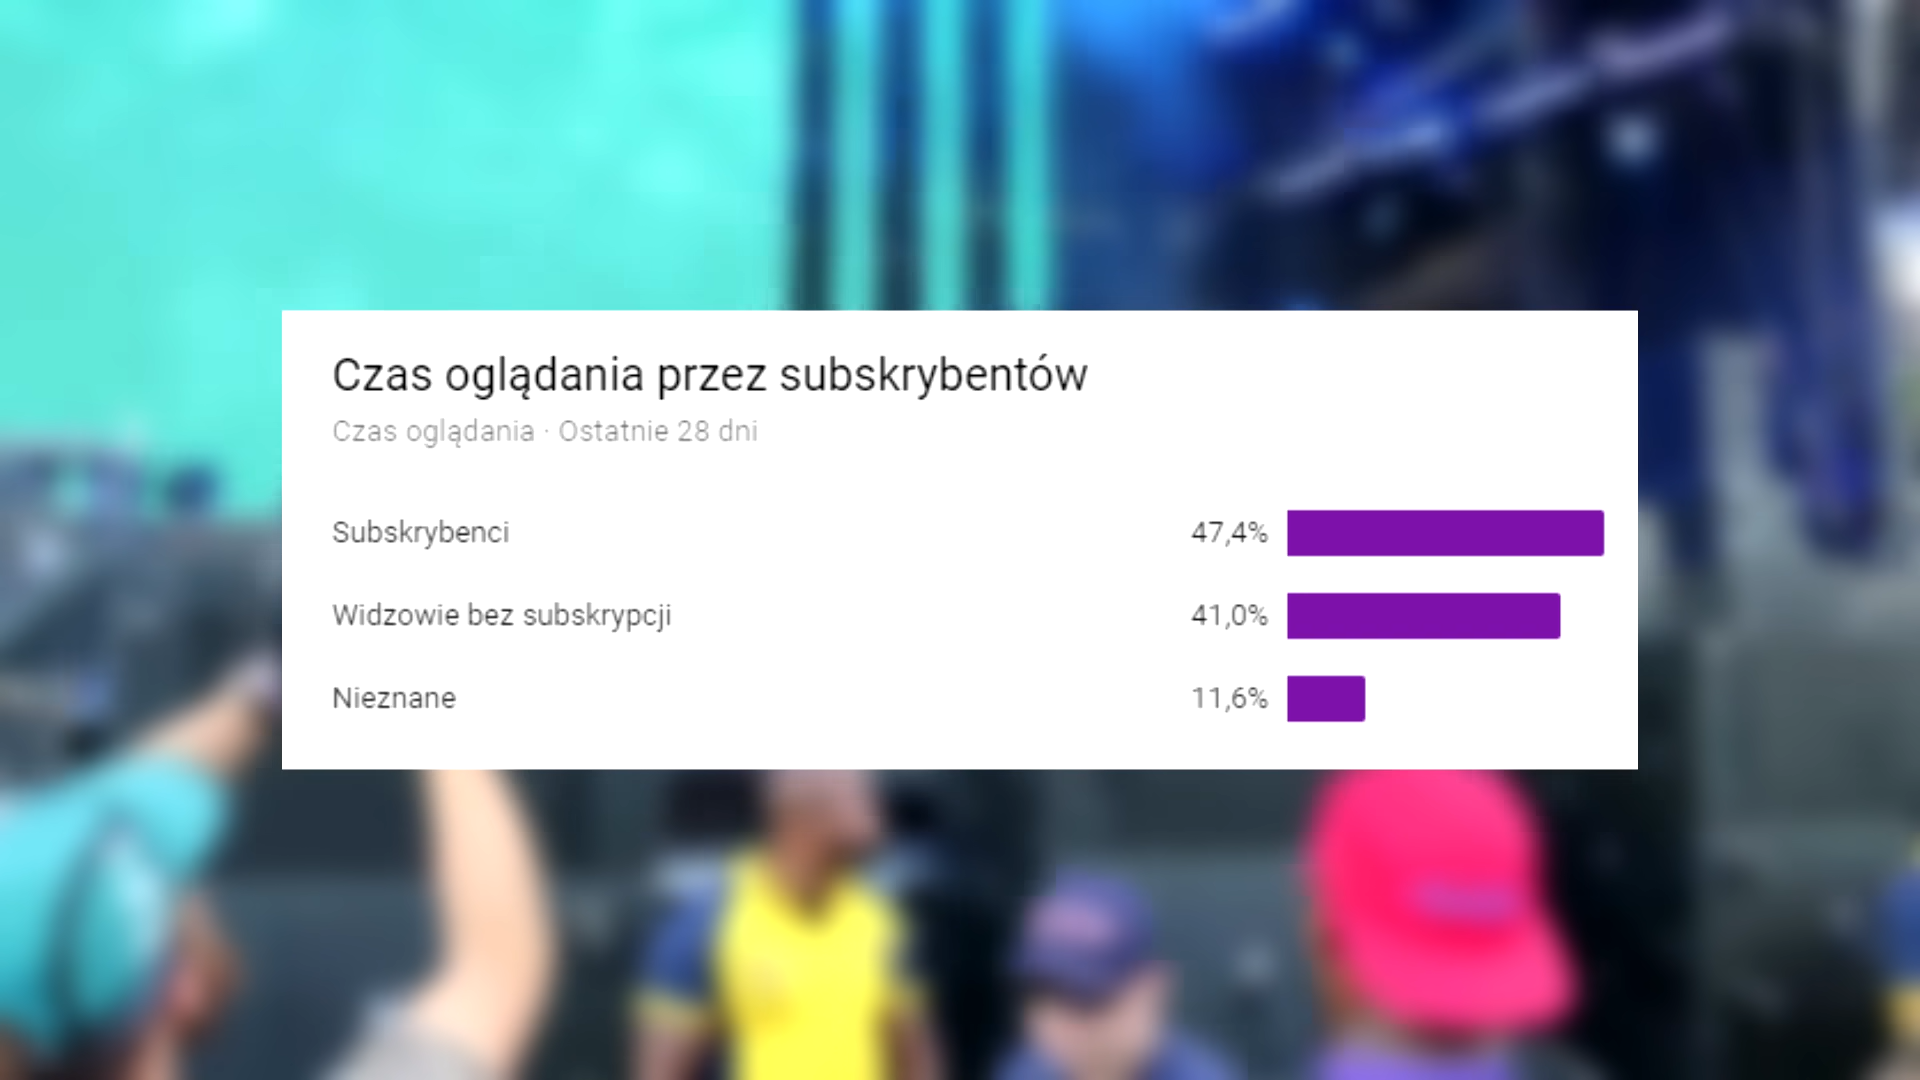 Czas oglądania przez subskrybentów
Czas oglądania · Ostatnie 28 dni
Subskrybenci 47,4%
Widzowie bez subskrypcji 41,0%
Nieznane 11,6%